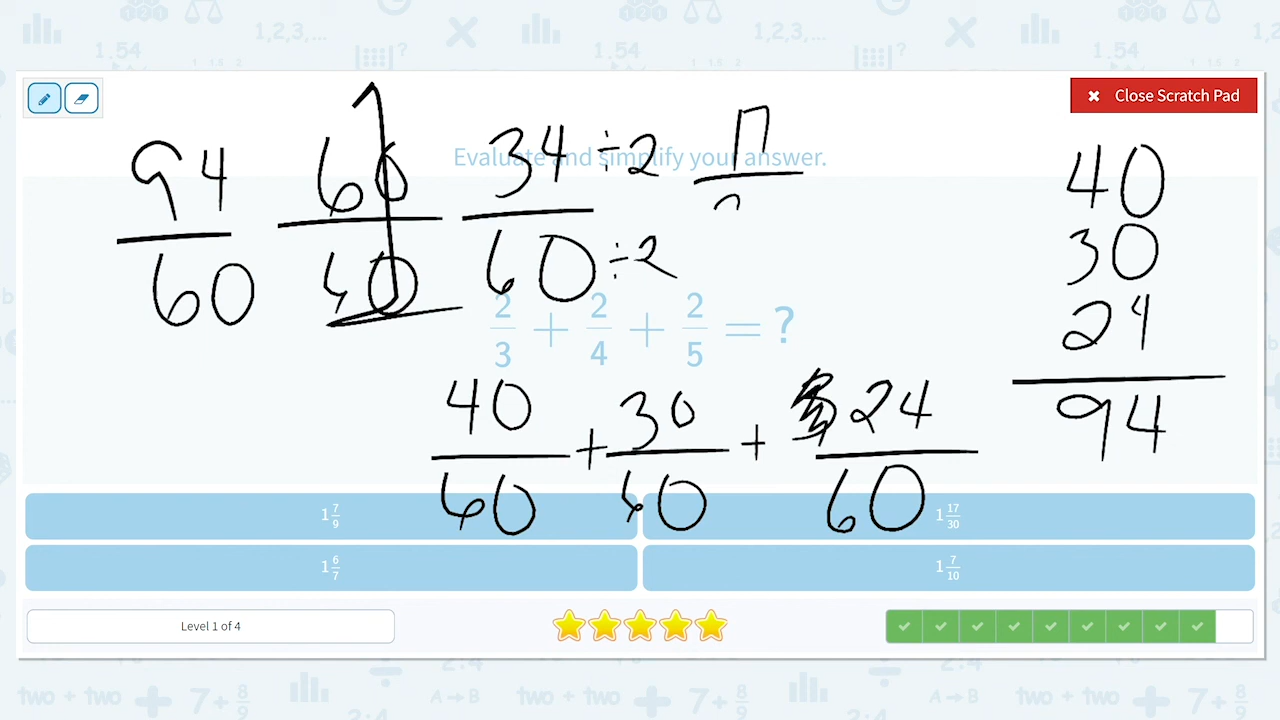 Close Scratch Pad
Evaluate and simplify your answer.
94/60 60/60 1 34/60 ÷2 ÷2 17
40
30
24
94
2/3 + 2/4 + 2/5 = ?
40/60 + 30/60 + 24/60
1 7/9
1 17/30
1 6/7
1 7/10
Level 1 of 4